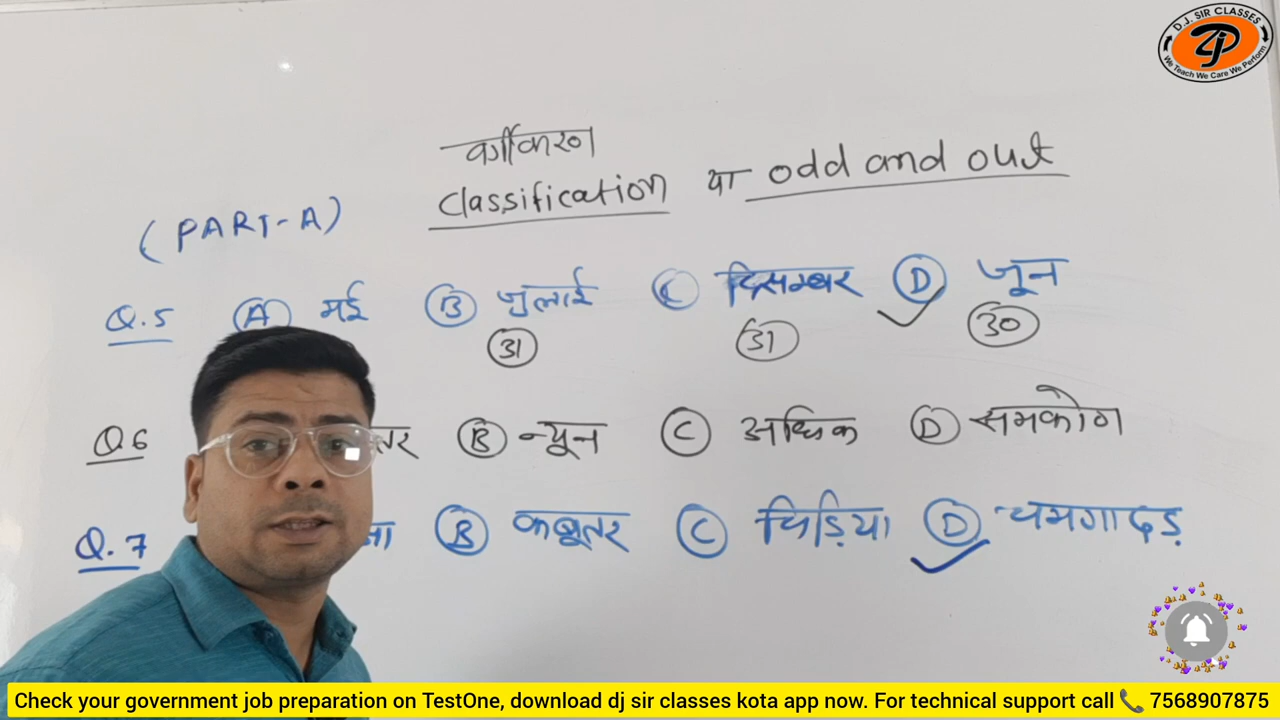 D.J. SIR CLASSES
We Teach We Care We Perform
वर्गीकरण
Classification या odd and out
(PART-A)
Q.5 A मई B जुलाई C दिसम्बर D जून
31 31 30
Q.6 B न्यून C अधिक D समकोण
Q.7 B कबूतर C चिड़िया D चमगादड़
Check your government job preparation on TestOne, download dj sir classes kota app now. For technical support call 7568907875